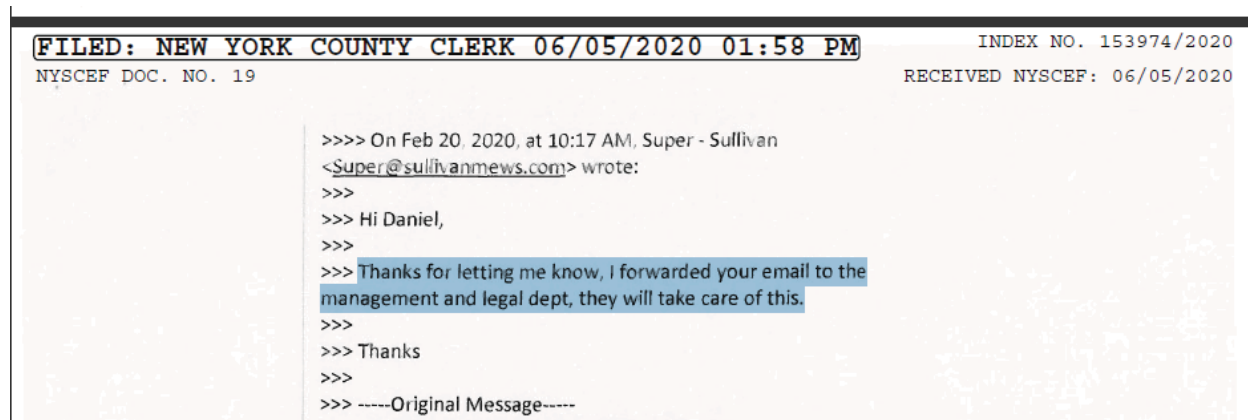 FILED: NEW YORK COUNTY CLERK 06/05/2020 01:58 PM
INDEX NO. 153974/2020
NYSCEF DOC. NO. 19
RECEIVED NYSCEF: 06/05/2020
>>>> On Feb 20, 2020, at 10:17 AM, Super - Sullivan
<Super@sullivanmews.com> wrote:
>>>
>>> Hi Daniel,
>>>
>>> Thanks for letting me know, I forwarded your email to the
management and legal dept, they will take care of this.
>>>
>>> Thanks
>>>
>>> -----Original Message-----